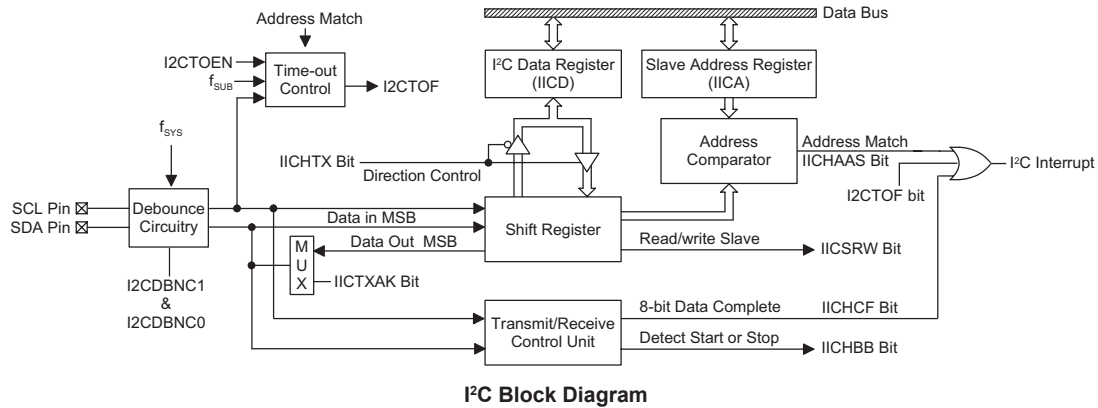 Data Bus
Address Match
I2CTOEN
fSUB
Time-out
Control
I2CTOF
I²C Data Register
(IICD)
Slave Address Register
(IICA)
fSYS
IICHTX Bit
Direction Control
Address
Comparator
Address Match
IICHAAS Bit
I2CTOF bit
I²C Interrupt
SCL Pin
SDA Pin
Debounce
Circuitry
Data in MSB
Shift Register
Data Out MSB
M
U
X
IICTXAK Bit
Read/write Slave
IICSRW Bit
I2CDBNC1
&
I2CDBNC0
Transmit/Receive
Control Unit
8-bit Data Complete
IICHCF Bit
Detect Start or Stop
IICHBB Bit
I²C Block Diagram